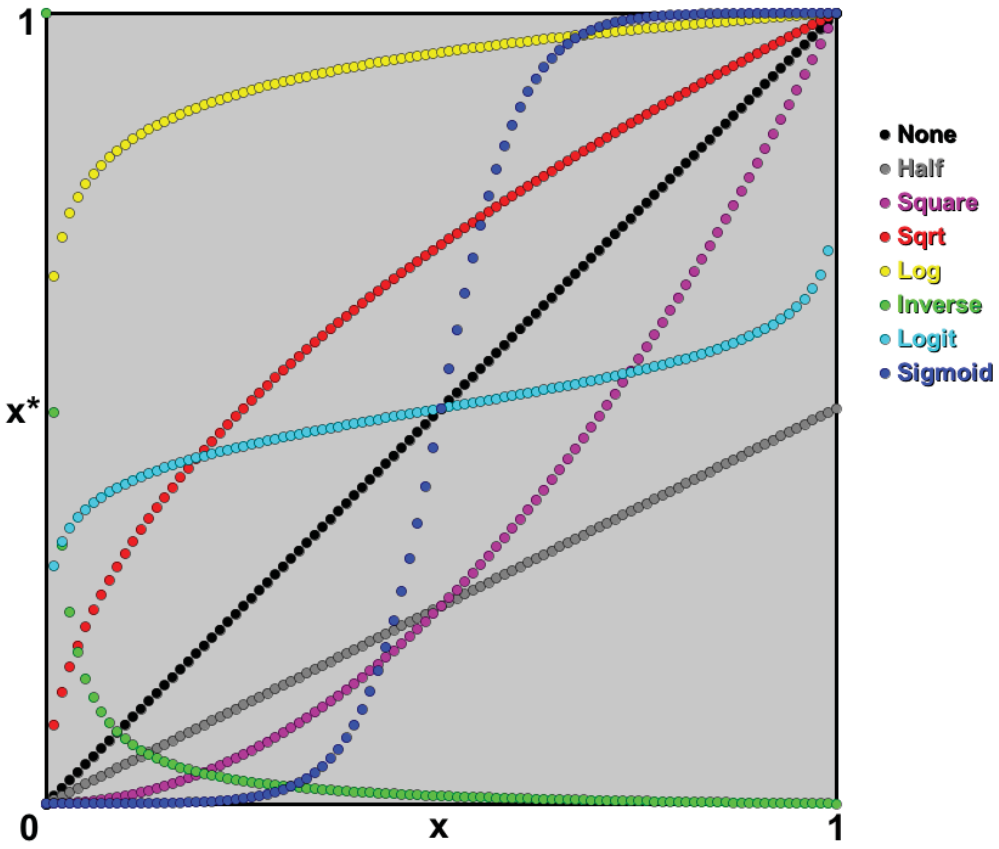 1
None
Half
Square
Sqrt
Log
Inverse
Logit
Sigmoid
x*
0
x
1